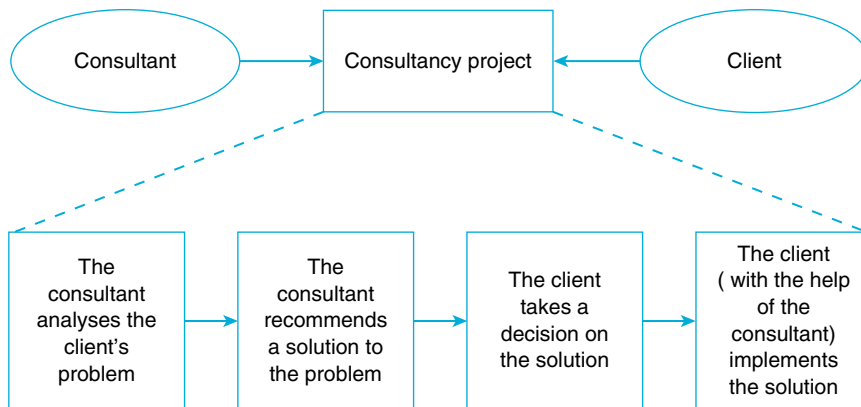 Consultant
Consultancy project
Client
The
consultant
analyses the
client's
problem
The
consultant
recommends
a solution to
the problem
The client
takes a
decision on
the solution
The client
( with the help
of the
consultant)
implements
the solution